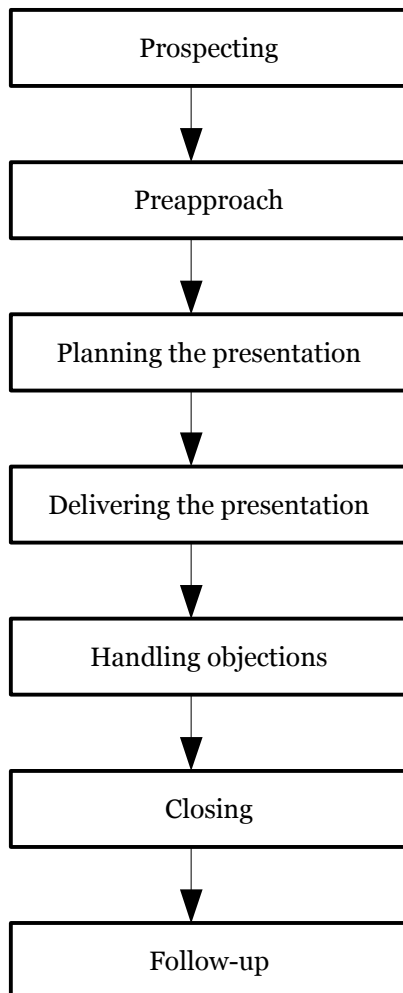 Prospecting
Preapproach
Planning the presentation
Delivering the presentation
Handling objections
Closing
Follow-up